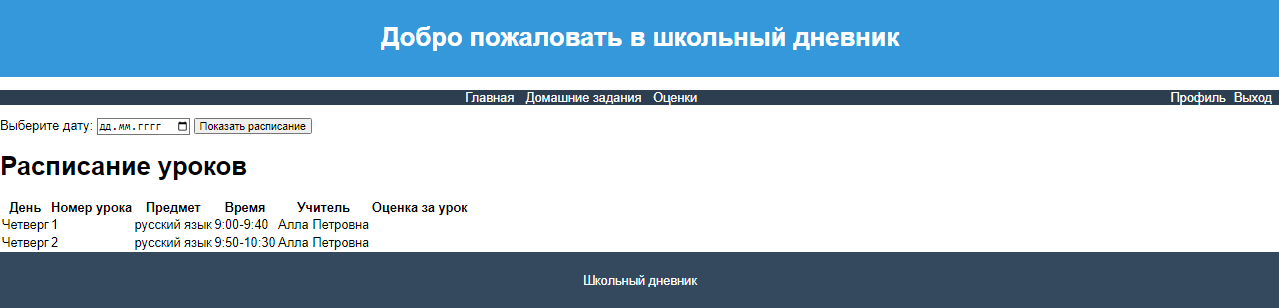 Добро пожаловать в школьный дневник
Главная Домашние задания Оценки Профиль Выход
Выберите дату: дд.мм.гггг Показать расписание
Расписание уроков
День Номер урока Предмет Время Учитель Оценка за урок
Четверг 1 русский язык 9:00-9:40 Алла Петровна
Четверг 2 русский язык 9:50-10:30 Алла Петровна
Школьный дневник